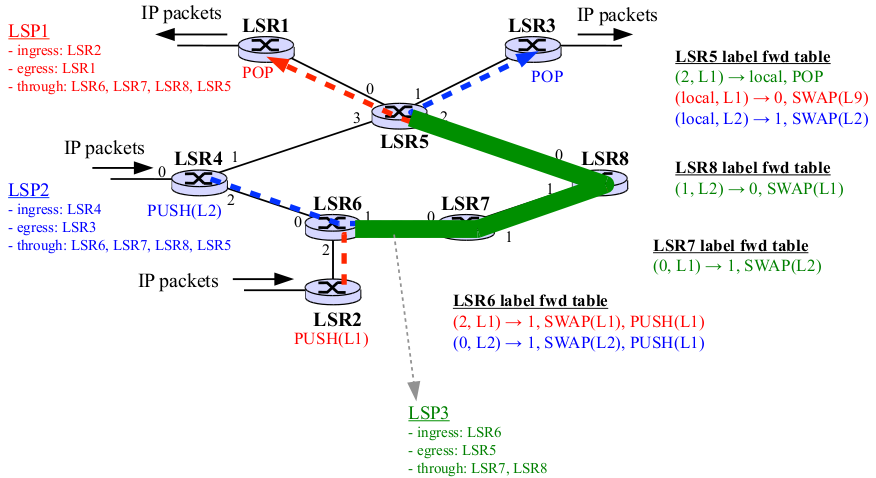 IP packets
LSR1
LSP1
- ingress: LSR2
- egress: LSR1
- through: LSR6, LSR7, LSR8, LSR5
POP
LSR3
IP packets
POP
LSR5 label fwd table
(2, L1) → local, POP
(local, L1) → 0, SWAP(L9)
(local, L2) → 1, SWAP(L2)
0
1
3
2
LSR5
IP packets
LSR4
0
1
2
PUSH(L2)
LSP2
- ingress: LSR4
- egress: LSR3
- through: LSR6, LSR7, LSR8, LSR5
LSR6
0
1
2
LSR7
0
1
0
LSR8
1
LSR8 label fwd table
(1, L2) → 0, SWAP(L1)
LSR7 label fwd table
(0, L1) → 1, SWAP(L2)
IP packets
LSR2
PUSH(L1)
LSR6 label fwd table
(2, L1) → 1, SWAP(L1), PUSH(L1)
(0, L2) → 1, SWAP(L2), PUSH(L1)
LSP3
- ingress: LSR6
- egress: LSR5
- through: LSR7, LSR8